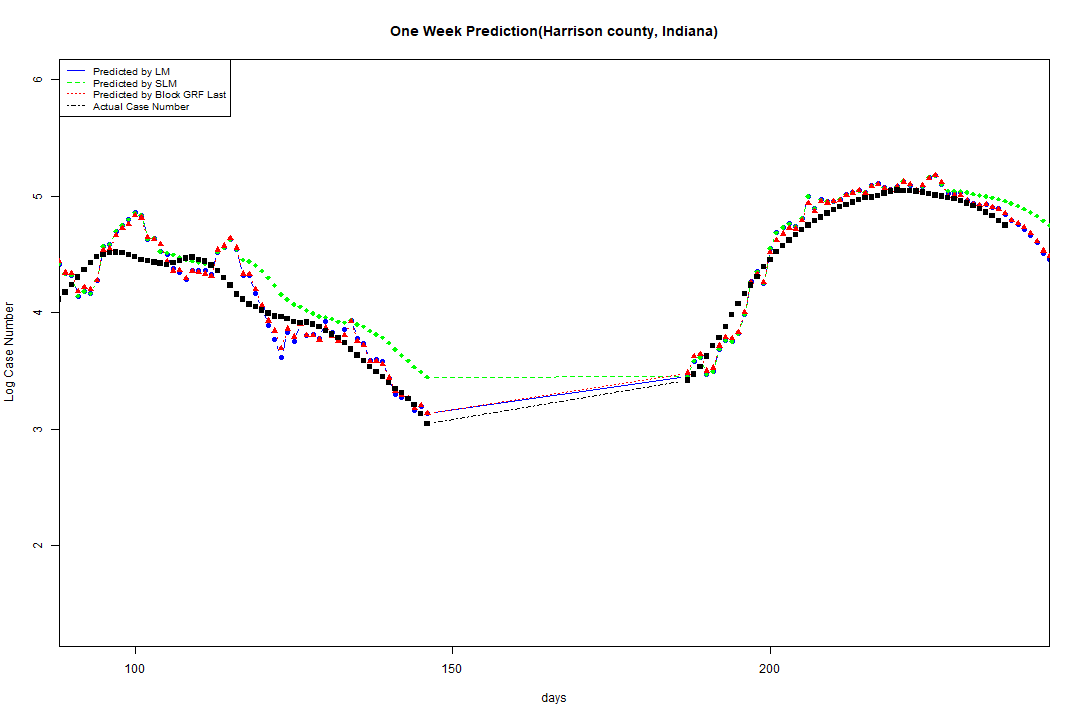 One Week Prediction(Harrison county, Indiana)
Predicted by LM
Predicted by SLM
Predicted by Block GRF Last
Actual Case Number
6
5
4
3
2
Log Case Number
100
150
200
days